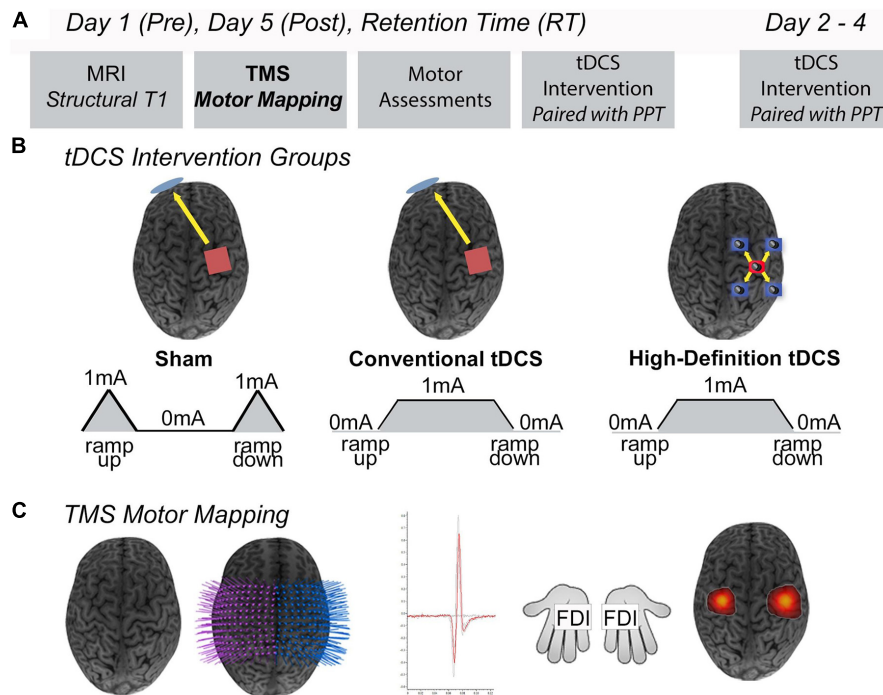 A
Day 1 (Pre), Day 5 (Post), Retention Time (RT)
Day 2 - 4
MRI
Structural T1
TMS
Motor Mapping
Motor
Assessments
tDCS
Intervention
Paired with PPT
tDCS
Intervention
Paired with PPT
B
tDCS Intervention Groups
Sham
Conventional tDCS
High-Definition tDCS
1mA
0mA
1mA
ramp
up
ramp
down
0mA
1mA
0mA
ramp
up
ramp
down
0mA
1mA
0mA
ramp
up
ramp
down
C
TMS Motor Mapping
FDI
FDI